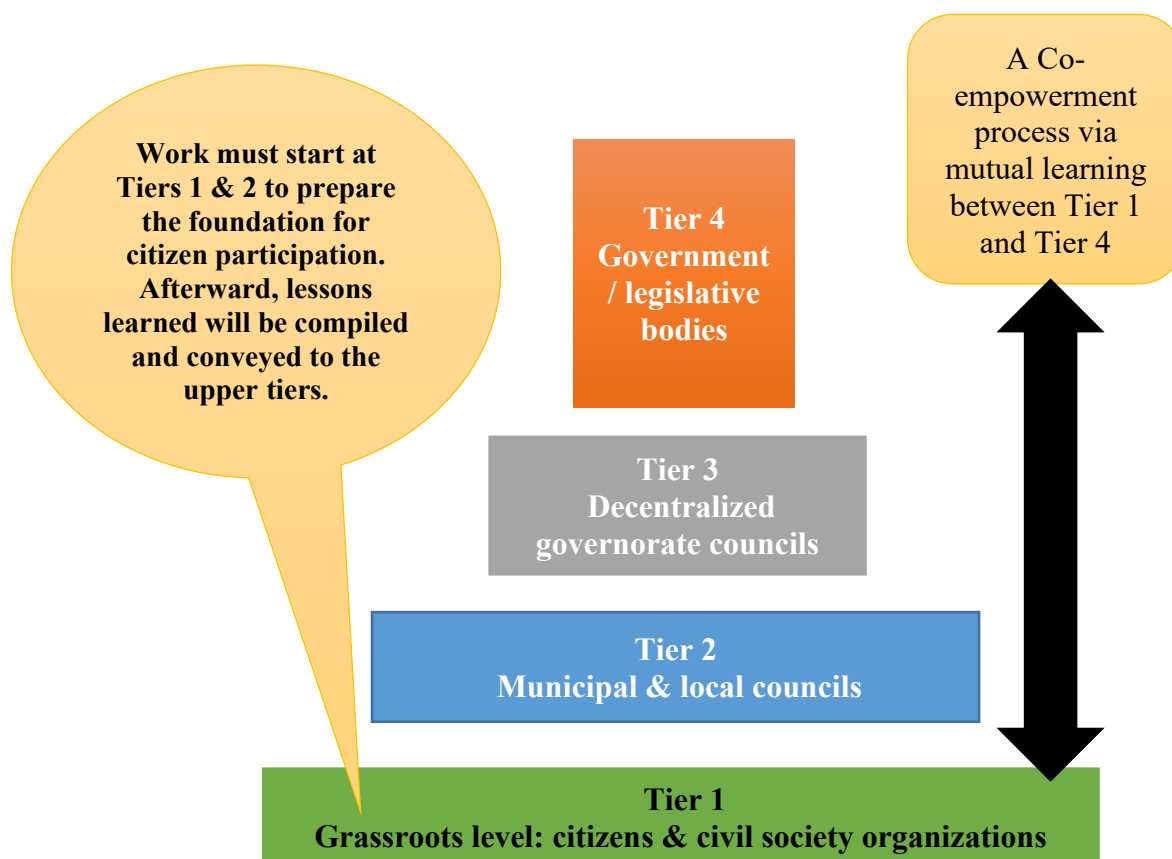 Work must start at
Tiers 1 & 2 to prepare
the foundation for
citizen participation.
Afterward, lessons
learned will be compiled
and conveyed to the
upper tiers.
A Co-
empowerment
process via
mutual learning
between Tier 1
and Tier 4
Tier 4
Government
/ legislative
bodies
Tier 3
Decentralized
governorate councils
Tier 2
Municipal & local councils
Tier 1
Grassroots level: citizens & civil society organizations